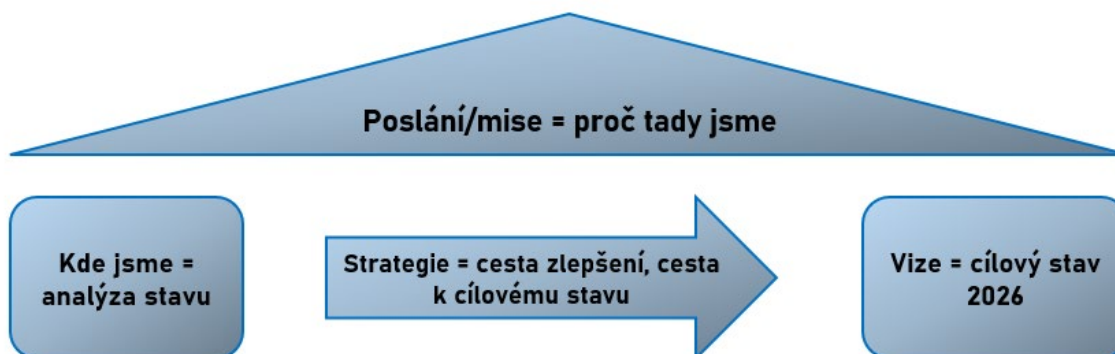 Poslání/mise = proč tady jsme
Kde jsme =
analýza stavu
Strategie = cesta zlepšení, cesta
k cílovému stavu
Vize = cílový stav
2026